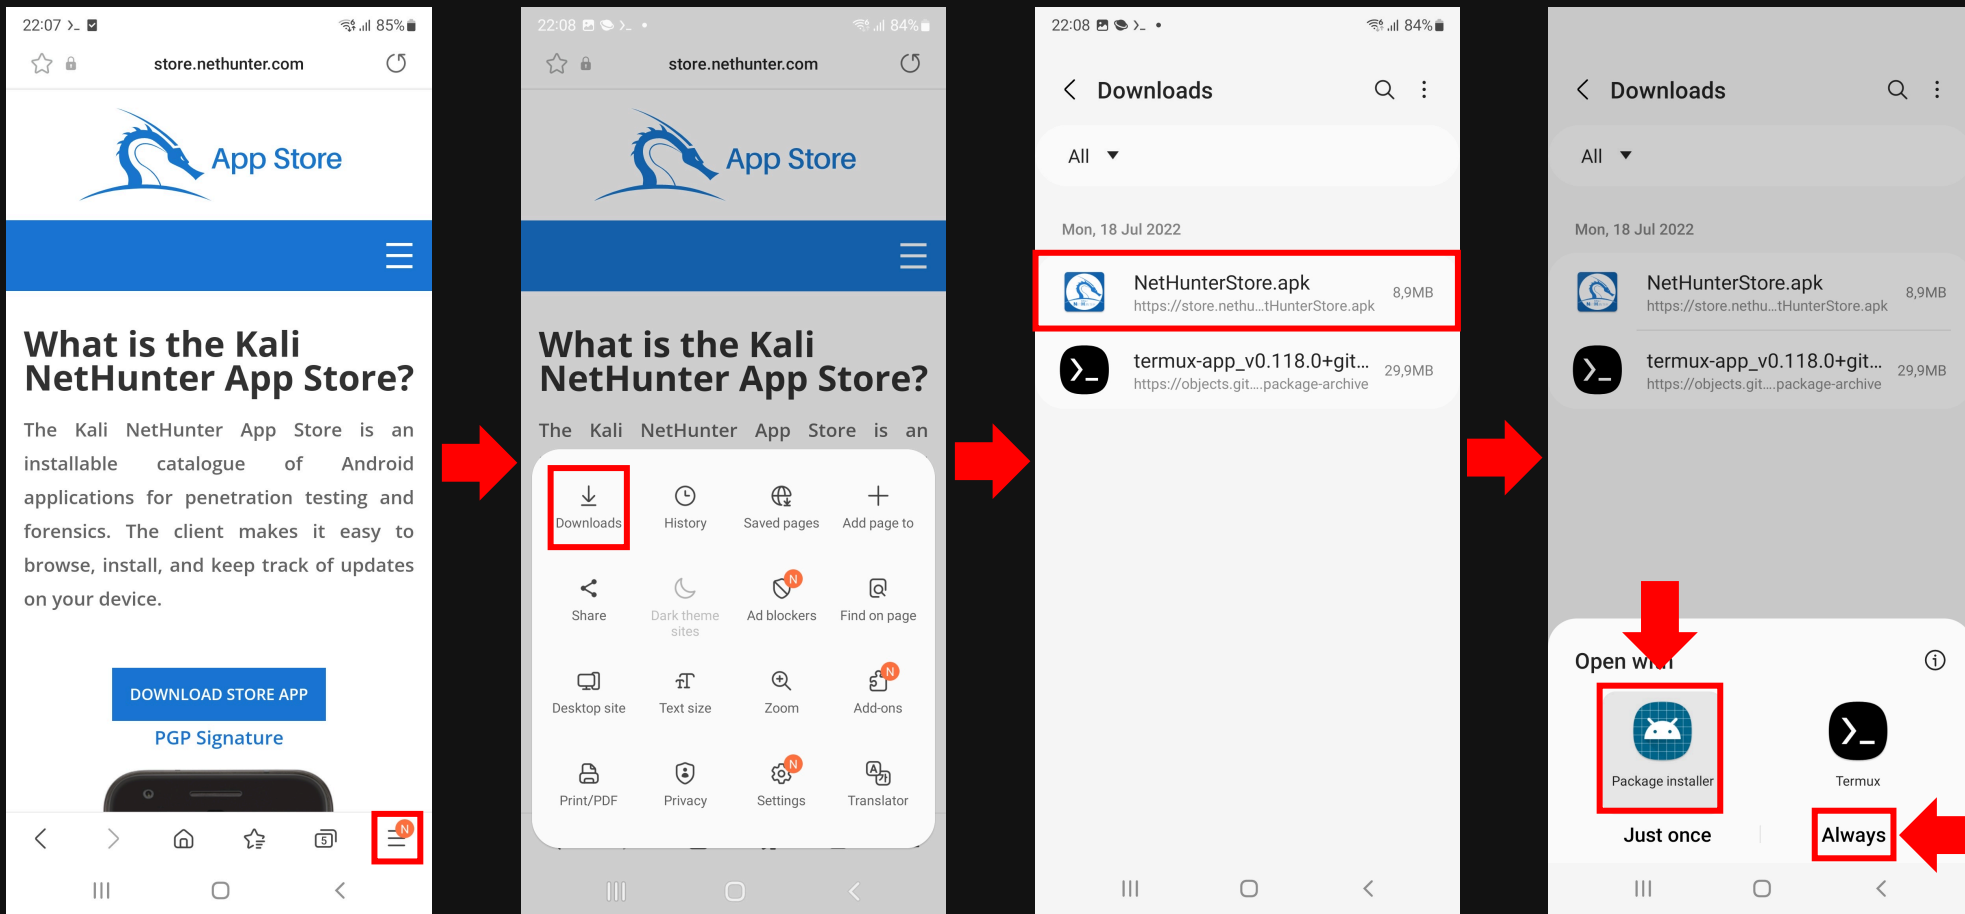 22:07 85%
store.nethunter.com
App Store
What is the Kali
NetHunter App Store?
The Kali NetHunter App Store is an
installable catalogue of Android
applications for penetration testing and
forensics. The client makes it easy to
browse, install, and keep track of updates
on your device.
DOWNLOAD STORE APP
PGP Signature
5
N
22:08 84%
store.nethunter.com
App Store
What is the Kali
NetHunter App Store?
The Kali NetHunter App Store is an
Downloads History Saved pages Add page to
N
Share Dark theme sites Ad blockers Find on page
N
Desktop site Text size Zoom Add-ons
N
Print/PDF Privacy Settings Translator
22:08 84%
Downloads
All
Mon, 18 Jul 2022
NetHunterStore.apk
https://store.nethu...tHunterStore.apk
8,9MB
termux-app_v0.118.0+git...
https://objects.git....package-archive
29,9MB
Downloads
All
Mon, 18 Jul 2022
NetHunterStore.apk
https://store.nethu...tHunterStore.apk
8,9MB
termux-app_v0.118.0+git...
https://objects.git....package-archive
29,9MB
Open
Package installer Termux
Just once Always